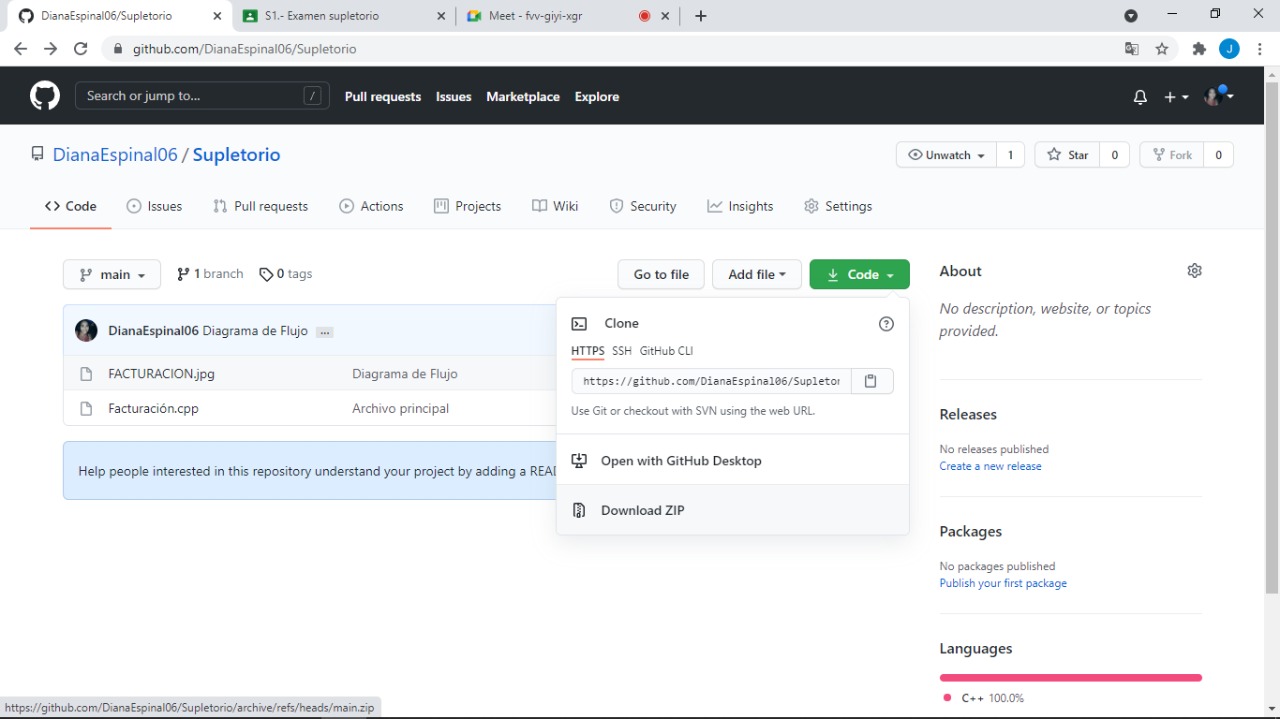 DianaEspinal06/Supletorio
S1.- Examen supletorio
Meet - fvv-giyi-xgr
github.com/DianaEspinal06/Supletorio
J
Search or jump to...
/
Pull requests
Issues
Marketplace
Explore
DianaEspinal06 / Supletorio
Unwatch 1
Star 0
Fork 0
Code
Issues
Pull requests
Actions
Projects
Wiki
Security
Insights
Settings
main
1 branch
0 tags
Go to file
Add file
Code
DianaEspinal06 Diagrama de Flujo ...
FACTURACION.jpg Diagrama de Flujo
Facturación.cpp Archivo principal
Help people interested in this repository understand your project by adding a REA
Clone
HTTPS SSH GitHub CLI
https://github.com/DianaEspinal06/Supletor
Use Git or checkout with SVN using the web URL.
Open with GitHub Desktop
Download ZIP
About
No description, website, or topics
provided.
Releases
No releases published
Create a new release
Packages
No packages published
Publish your first package
Languages
C++ 100.0%
https://github.com/DianaEspinal06/Supletorio/archive/refs/heads/main.zip